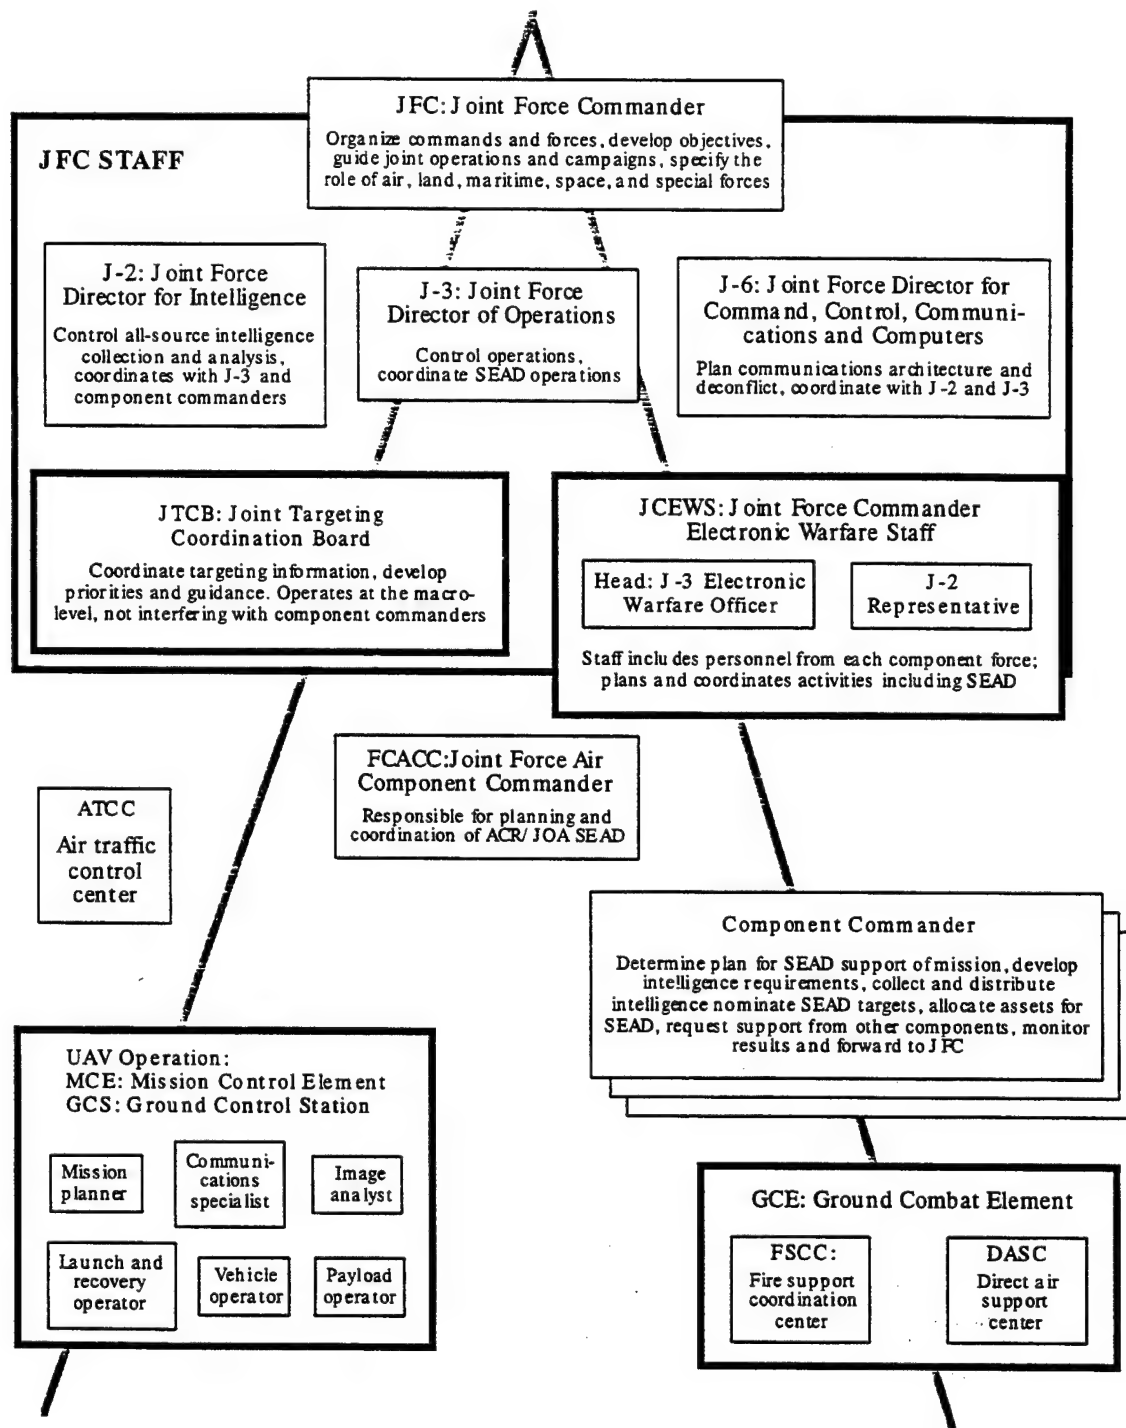 JFC: Joint Force Commander
Organize commands and forces, develop objectives,
guide joint operations and campaigns, specify the
role of air, land, maritime, space, and special forces
JFC STAFF
J-2: Joint Force
Director for Intelligence
Control all-source intelligence
collection and analysis,
coordinates with J-3 and
component commanders
J-3: Joint Force
Director of Operations
Control operations,
coordinate SEAD operations
J-6: Joint Force Director for
Command, Control, Communi-
cations and Computers
Plan communications architecture and
deconflict, coordinate with J-2 and J-3
JTCB: Joint Targeting
Coordination Board
Coordinate targeting information, develop
priorities and guidance. Operates at the macro-
level, not interfering with component commanders
JCEWS: Joint Force Commander
Electronic Warfare Staff
Head: J-3 Electronic
Warfare Officer
J-2
Representative
Staff includes personnel from each component force;
plans and coordinates activities including SEAD
FCACC:Joint Force Air
Component Commander
Responsible for planning and
coordination of ACR/ JOA SEAD
ATCC
Air traffic
control
center
Component Commander
Determine plan for SEAD support of mission, develop
intelligence requirements, collect and distribute
intelligence nominate SEAD targets, allocate assets for
SEAD, request support from other components, monitor
results and forward to JFC
UAV Operation:
MCE: Mission Control Element
GCS: Ground Control Station
Mission
planner
Communi-
cations
specialist
Image
analyst
Launch and
recovery
operator
Vehicle
operator
Payload
operator
GCE: Ground Combat Element
FSCC:
Fire support
coordination
center
DASC
Direct air
support
center